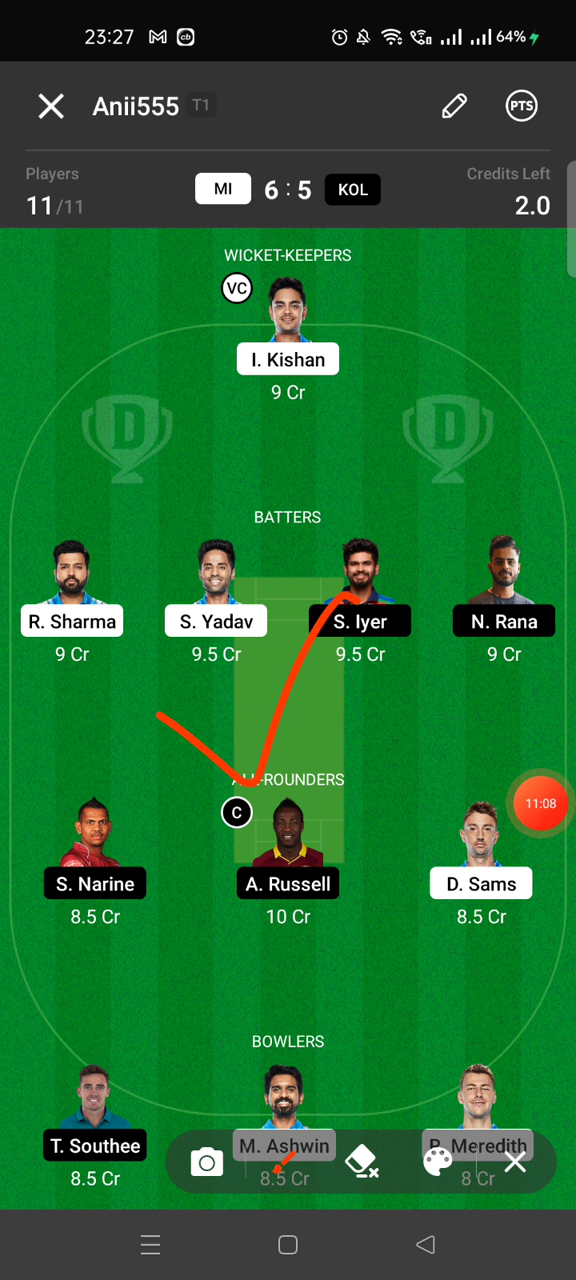 23:27 64%
Anii555 T1 PTS
Players Credits Left
11/11 MI 6 : 5 KOL 2.0
WICKET-KEEPERS
VC
I. Kishan
9 Cr
D D
BATTERS
R. Sharma S. Yadav S. Iyer N. Rana
9 Cr 9.5 Cr 9.5 Cr 9 Cr
ALL-ROUNDERS
C 11:08
S. Narine A. Russell D. Sams
8.5 Cr 10 Cr 8.5 Cr
BOWLERS
T. Southee M. Ashwin R. Meredith
8.5 Cr 8.5 Cr 8 Cr